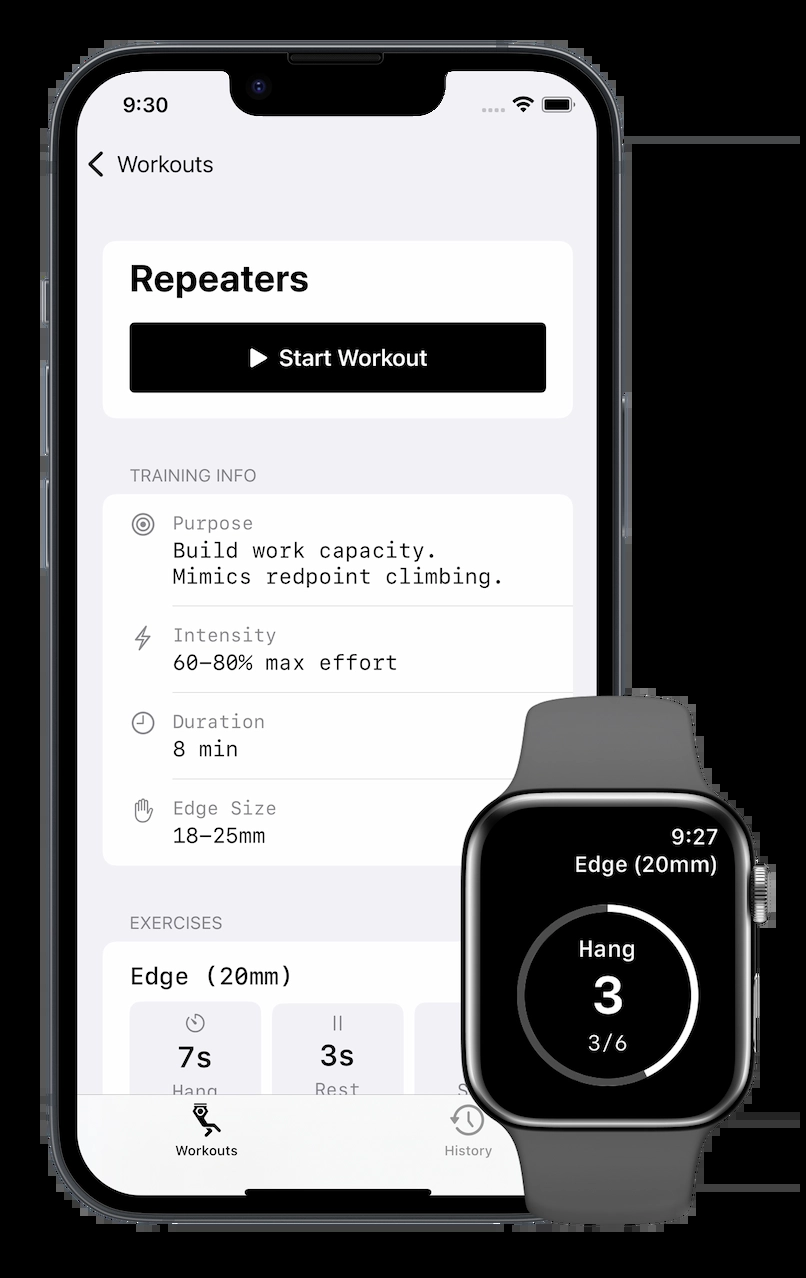 9:30
Workouts
Repeaters
Start Workout
TRAINING INFO
Purpose
Build work capacity.
Mimics redpoint climbing.
Intensity
60–80% max effort
Duration
8 min
Edge Size
18–25mm
EXERCISES
Edge (20mm)
7s
3s
Hang
Rest
Workouts
History
9:27
Edge (20mm)
Hang
3
3/6